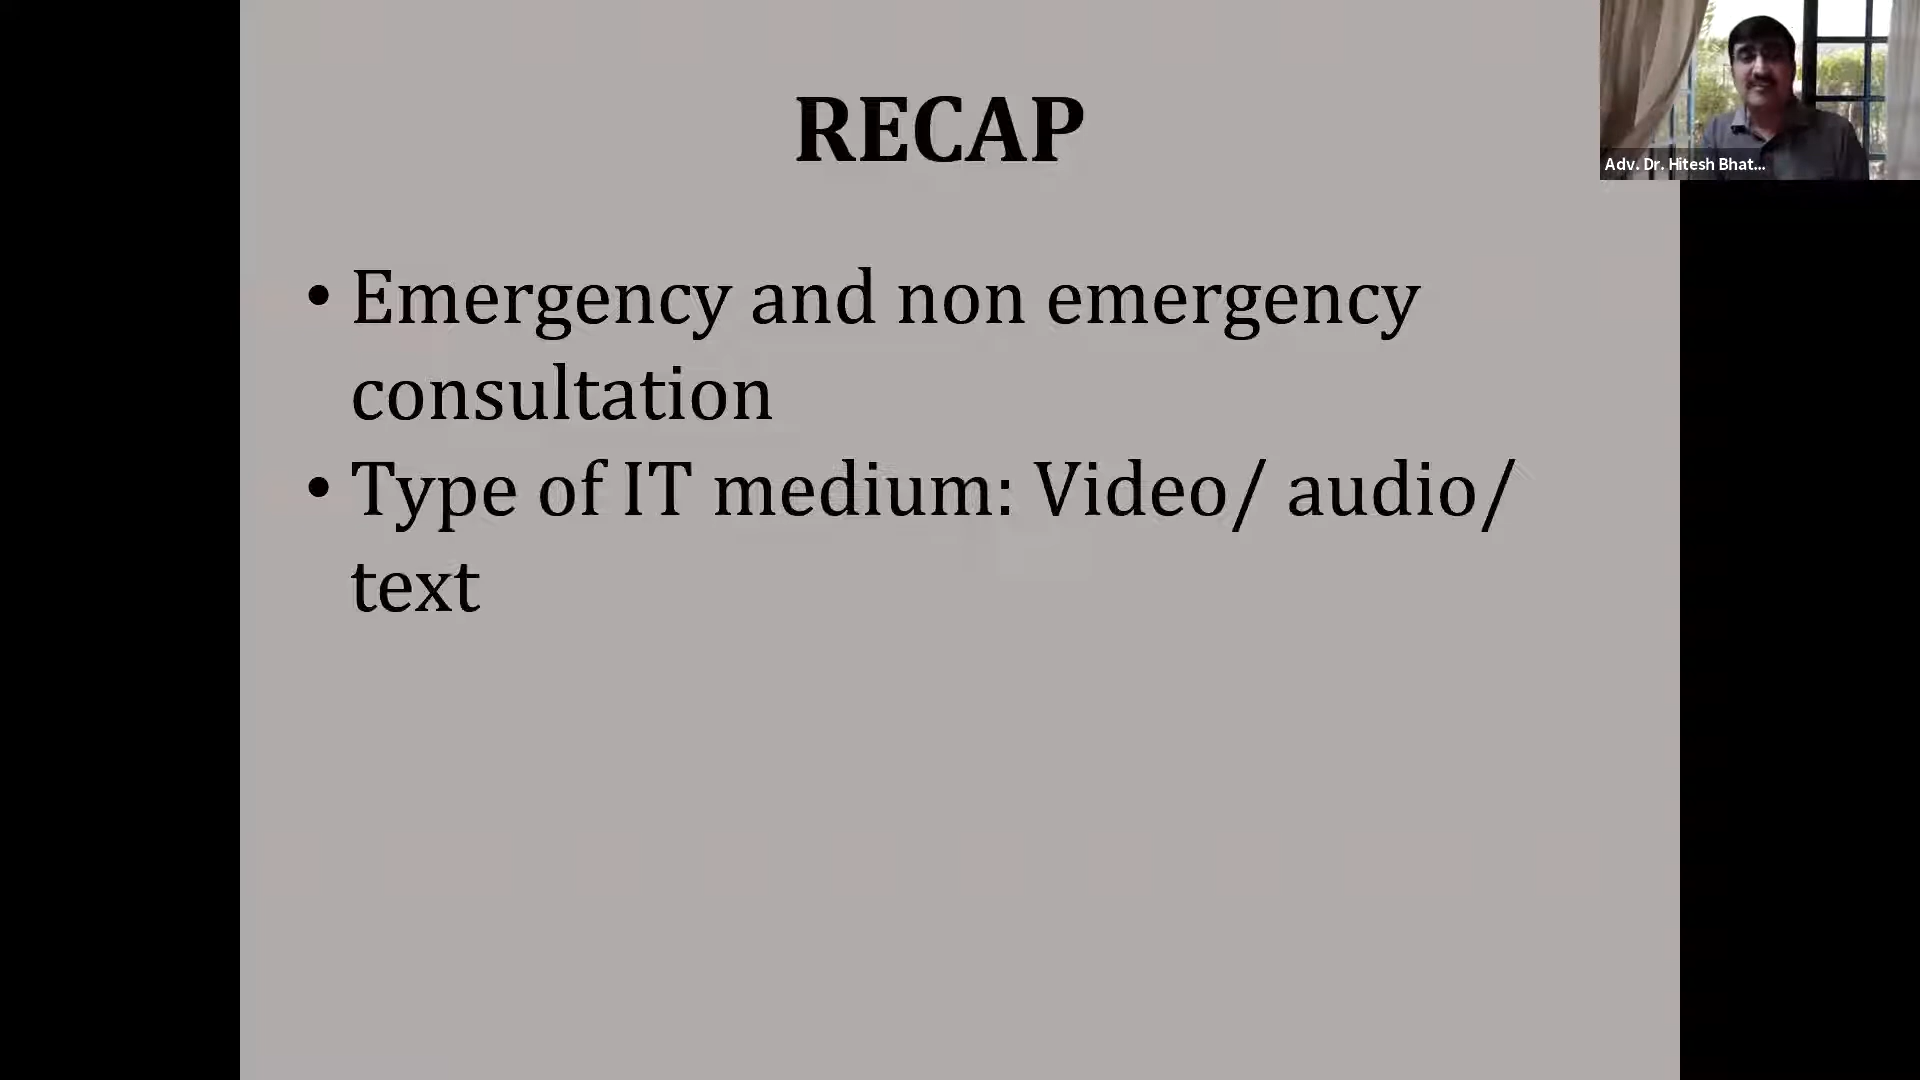 RECAP
Adv. Dr. Hitesh Bhat...
• Emergency and non emergency
consultation
• Type of IT medium: Video/ audio/
text